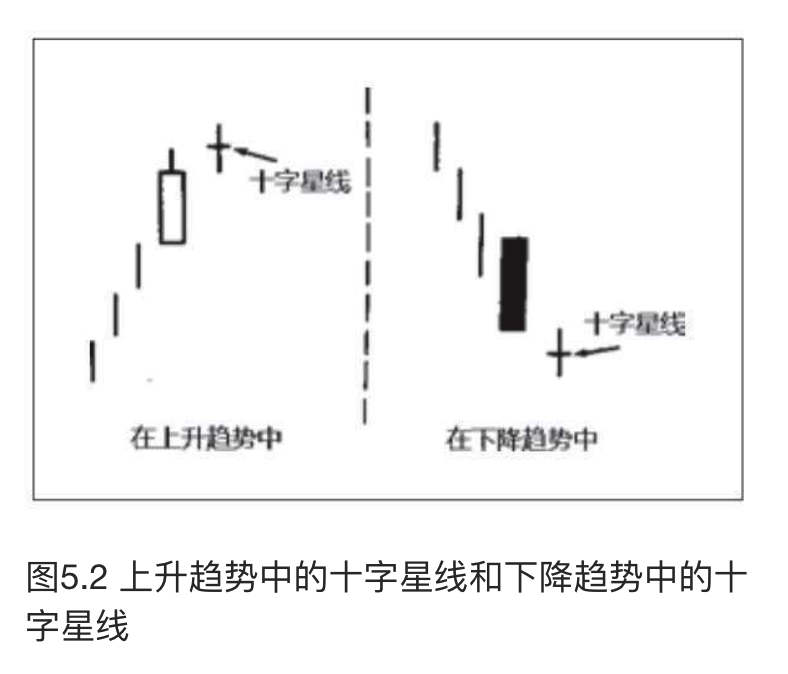 十字星线
十字星线
在上升趋势中
在下降趋势中
图5.2 上升趋势中的十字星线和下降趋势中的十
字星线